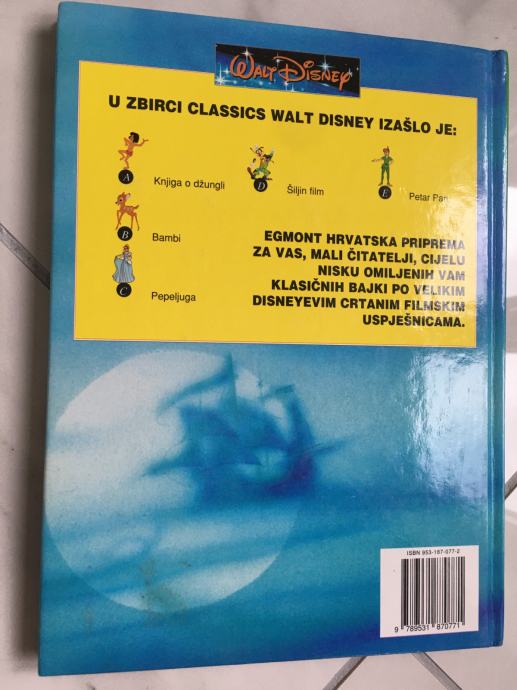 WALT DISNEY
U ZBIRCI CLASSICS WALT DISNEY IZAŠLO JE:
A
Knjiga o džungli
D
Šiljin film
E
Petar Pan
B
Bambi
C
Pepeljuga
EGMONT HRVATSKA PRIPREMA
ZA VAS, MALI ČITATELJI, CIJELU
NISKU OMILJENIH VAM
KLASIČNIH BAJKI PO VELIKIM
DISNEYEVIM CRTANIM FILMSKIM
USPJEŠNICAMA.
ISBN 953-187-077-2
9 789531 870771